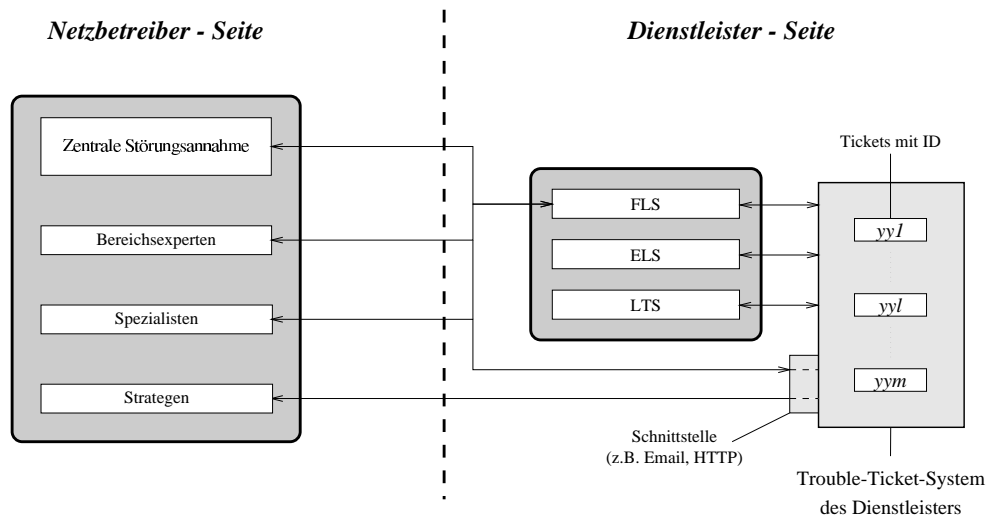 Netzbetreiber - Seite
Dienstleister - Seite
Zentrale Störungsannahme
Bereichsexperten
Spezialisten
Strategen
FLS
ELS
LTS
Tickets mit ID
yy1
yyl
yym
Schnittstelle
(z.B. Email, HTTP)
Trouble-Ticket-System
des Dienstleisters